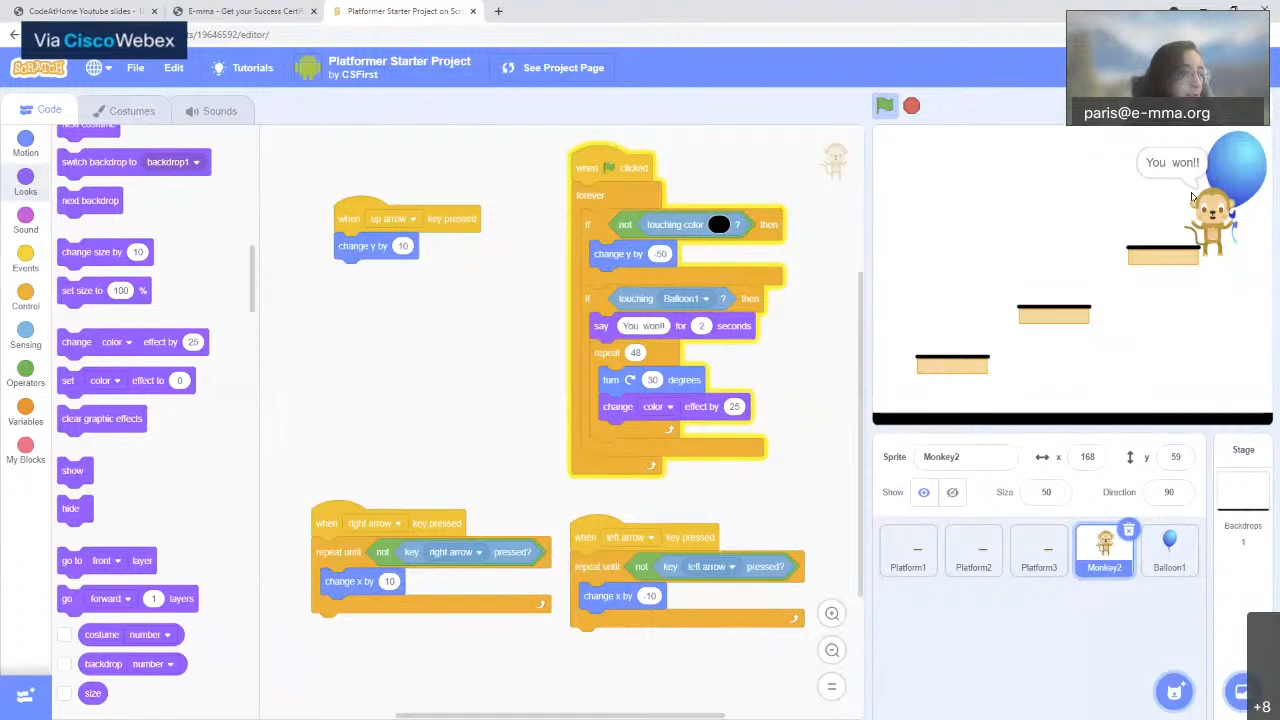 CodeAtHome Youtube slides -
E-mma - Get your Success Certifi
Platformer Starter Project on Sc
Via Cisco Webex
/19646592/editor/
SCRATCH
File
Edit
Tutorials
Platformer Starter Project
by CSFirst
See Project Page
paris@e-mma.org
Code
Costumes
Sounds
Motion
Looks
Sound
Events
Control
Sensing
Operators
Variables
My Blocks
next costume
switch backdrop to backdrop1
next backdrop
change size by 10
set size to 100 %
change color effect by 25
set color effect to 0
clear graphic effects
show
hide
go to front layer
go forward 1 layers
costume number
backdrop number
size
when up arrow key pressed
change y by 10
when clicked
forever
if not touching color ? then
change y by -50
if touching Balloon1 ? then
say You won!! for 2 seconds
repeat 48
turn 30 degrees
change color effect by 25
when right arrow key pressed
repeat until not key right arrow pressed?
change x by 10
when left arrow key pressed
repeat until not key left arrow pressed?
change x by -10
You won!!
Sprite Monkey2 x 168 y 59
Show Size 50 Direction 90
Platform1
Platform2
Platform3
Monkey2
Balloon1
Stage
Backdrops
1
+8